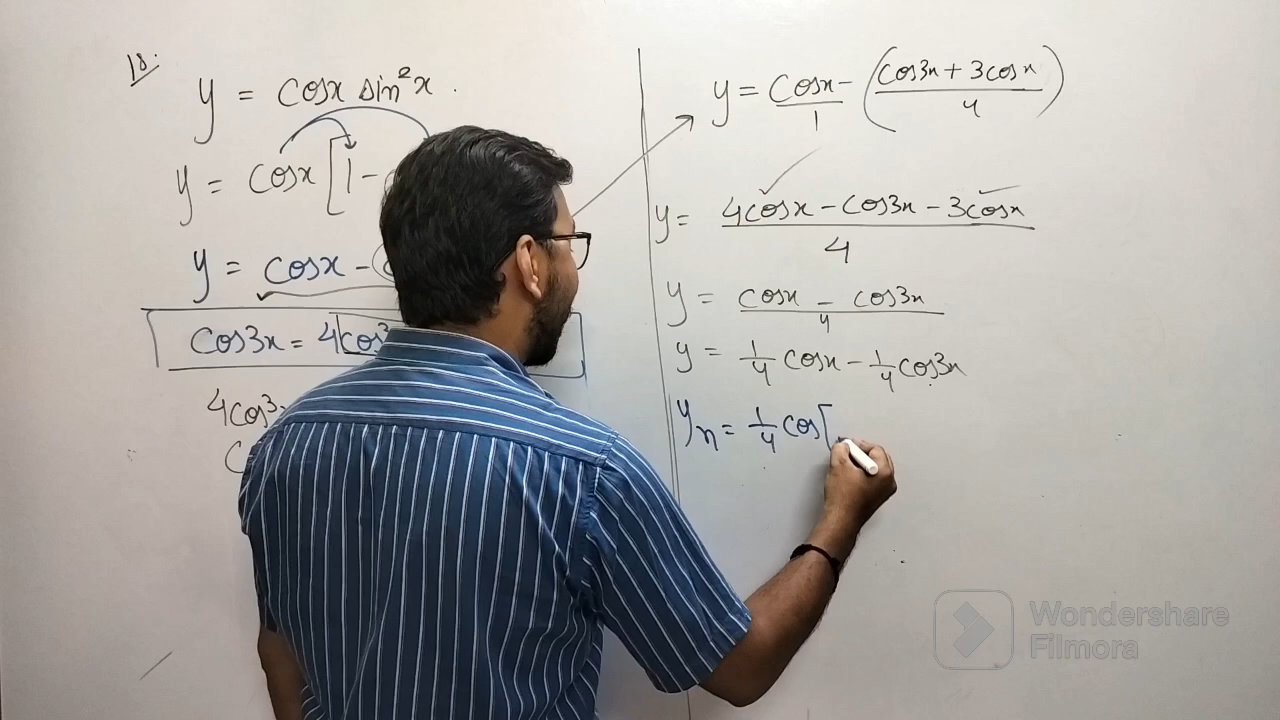 18.
y = cosx sin²x.
y = cosx [1 -
y = cosx -
cos3x = 4cos³
4cos³
y = cosx/1 - ((cos3x + 3cosx)/4)
y = (4cosx - cos3x - 3cosx)/4
y = (cosx - cos3x)/4
y = 1/4 cosx - 1/4 cos3x
yn = 1/4 cos[
Wondershare
Filmora